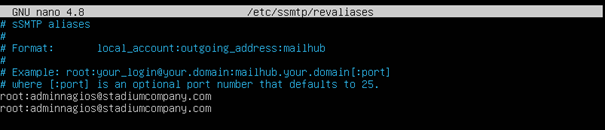 GNU nano 4.8 /etc/ssmtp/revaliases
# sSMTP aliases
#
# Format: local_account:outgoing_address:mailhub
#
# Example: root:your_login@your.domain:mailhub.your.domain[:port]
# where [:port] is an optional port number that defaults to 25.
root:adminnagios@stadiumcompany.com
root:adminnagios@stadiumcompany.com